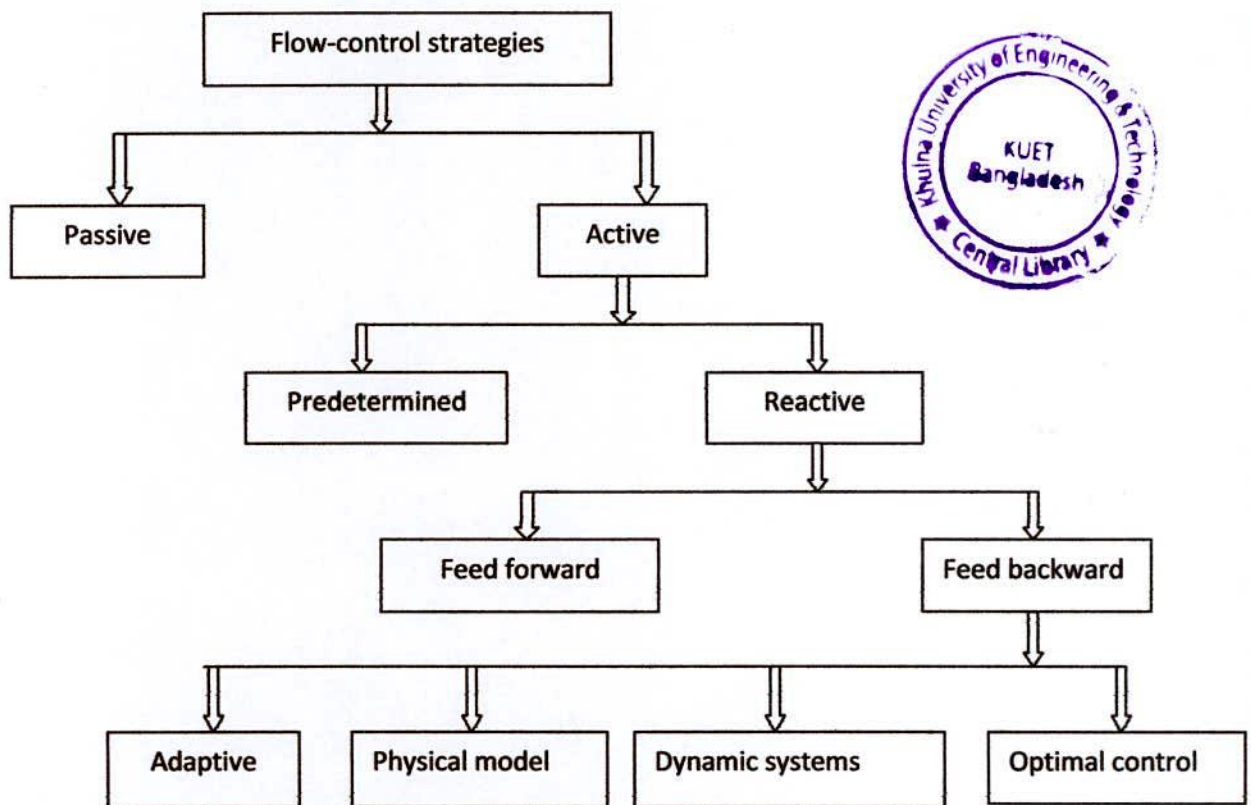 Flow-control strategies
Khulna University of Engineering & Technology
KUET
Bangladesh
★ Central Library ★
Passive
Active
Predetermined
Reactive
Feed forward
Feed backward
Adaptive
Physical model
Dynamic systems
Optimal control